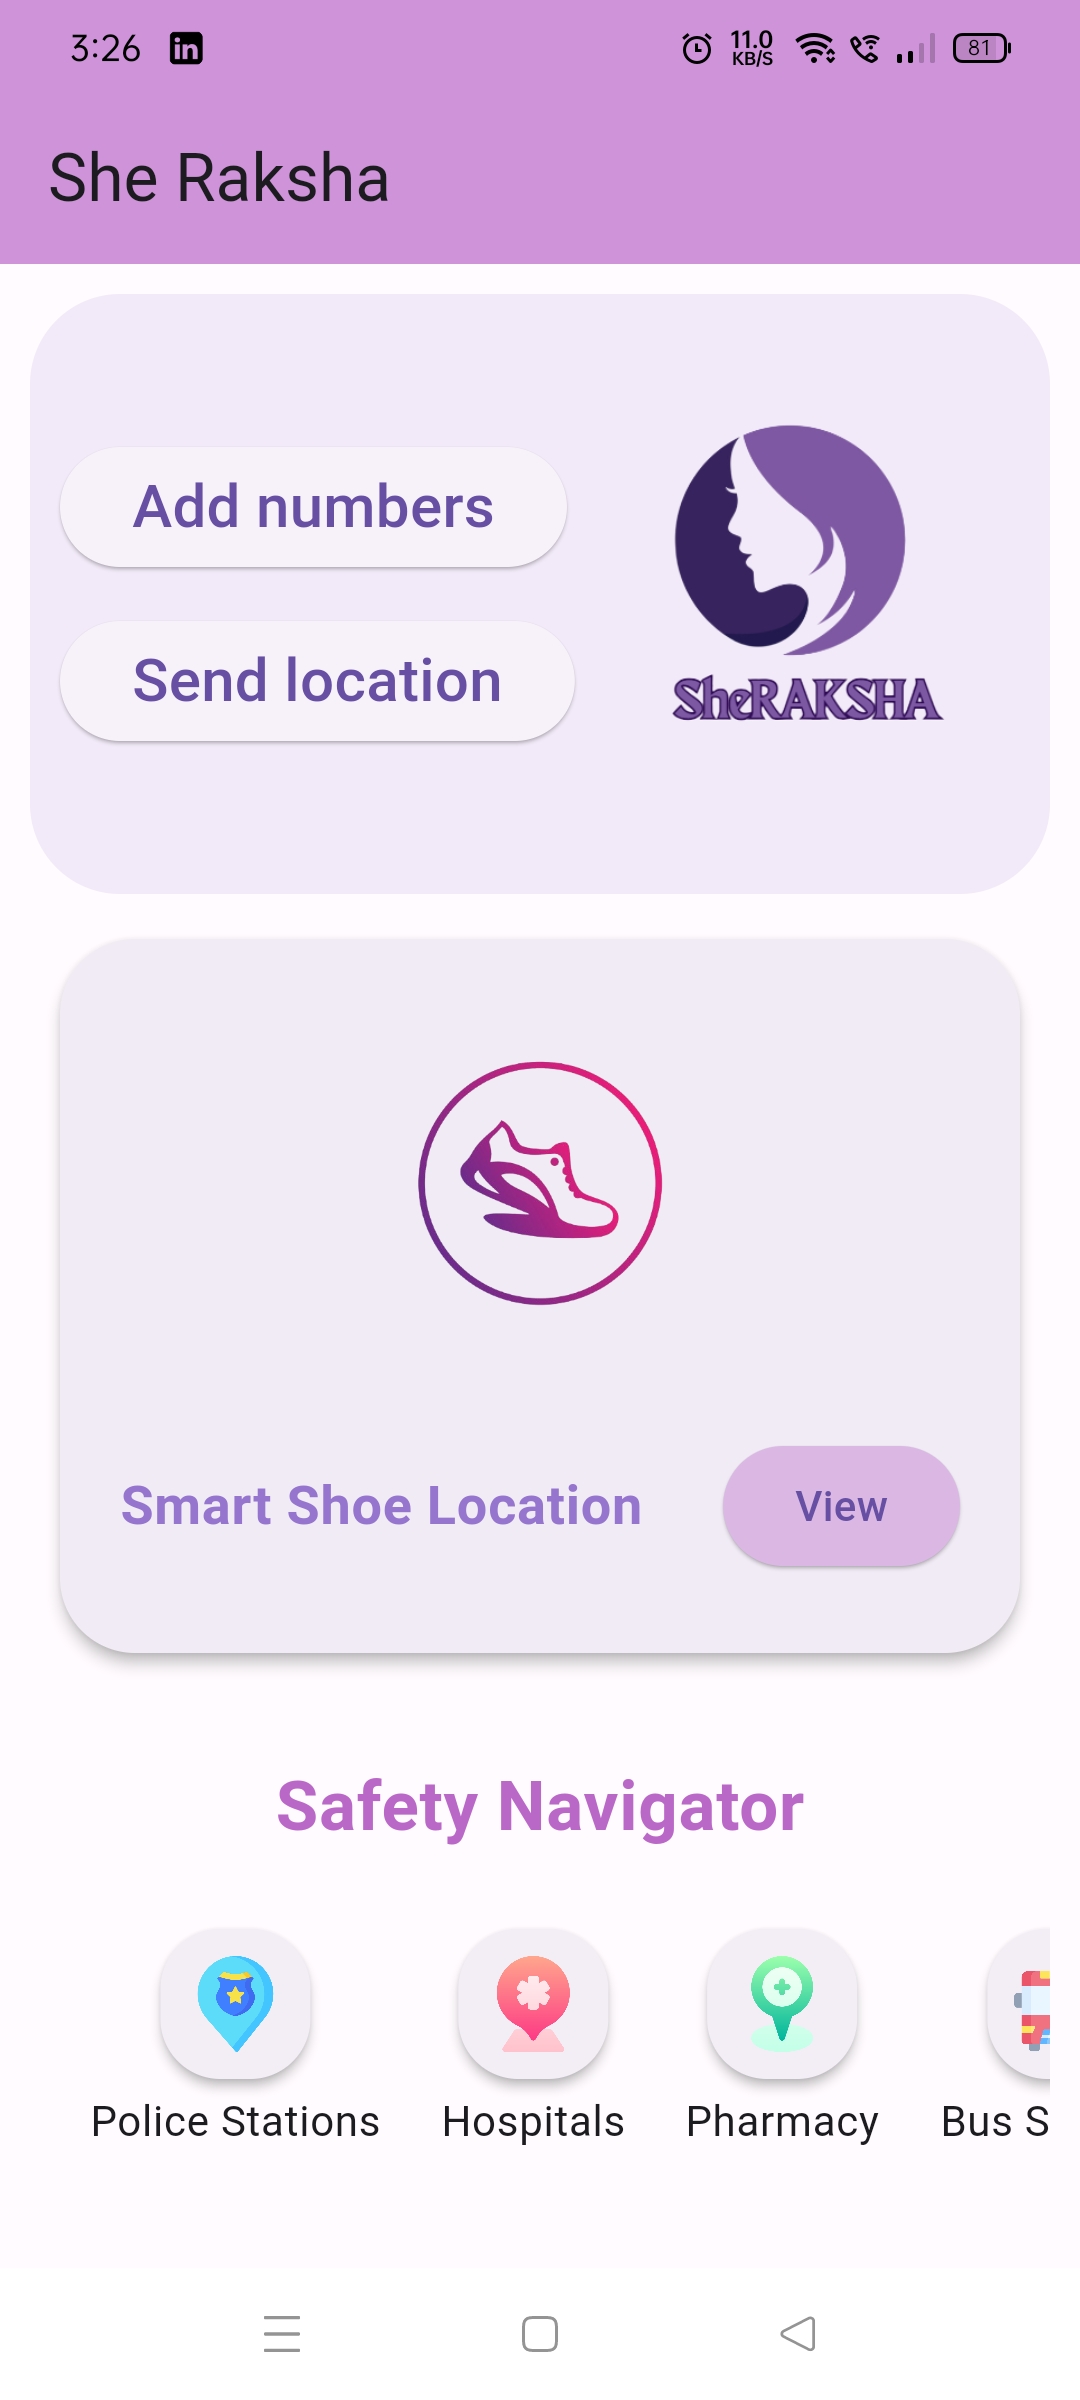 3:26
11.0
KB/S
81
She Raksha
Add numbers
Send location
SheRAKSHA
Smart Shoe Location
View
Safety Navigator
Police Stations
Hospitals
Pharmacy
Bus S